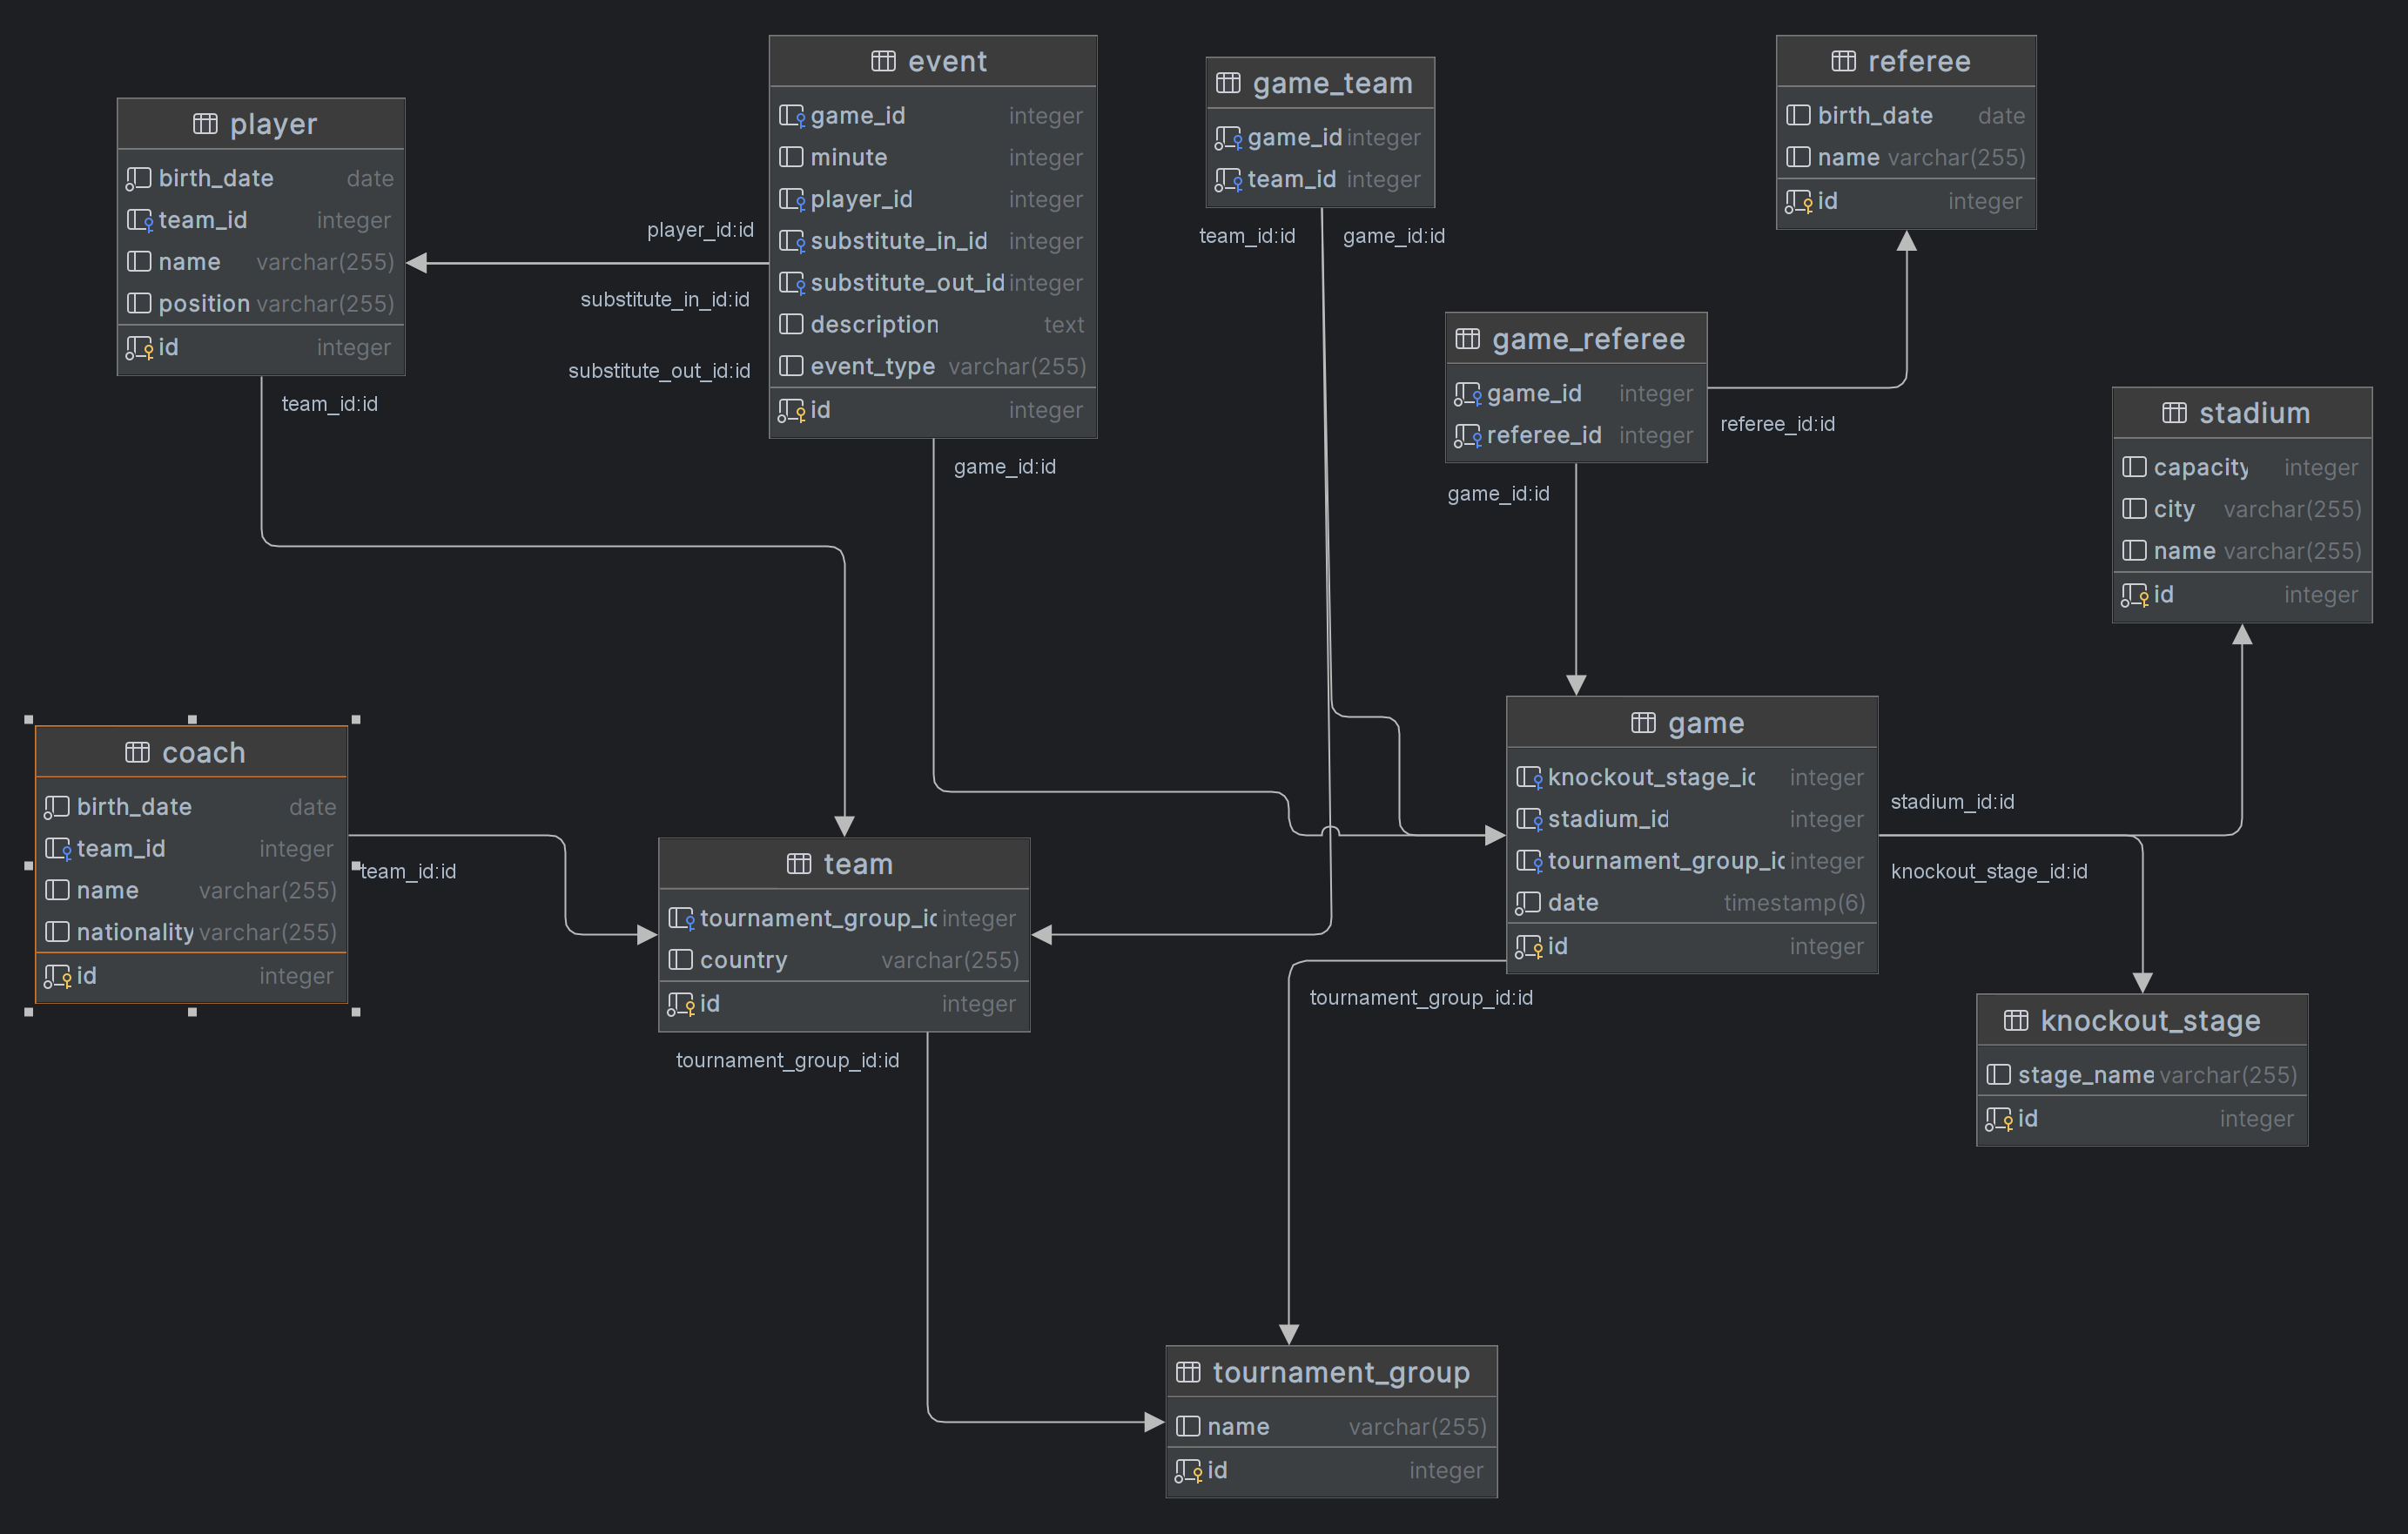 player
birth_date date
team_id integer
name varchar(255)
position varchar(255)
id integer
event
game_id integer
minute integer
player_id integer
substitute_in_id integer
substitute_out_id integer
description text
event_type varchar(255)
id integer
game_team
game_id integer
team_id integer
referee
birth_date date
name varchar(255)
id integer
player_id:id
substitute_in_id:id
substitute_out_id:id
team_id:id
game_id:id
team_id:id
game_id:id
game_referee
game_id integer
referee_id integer
referee_id:id
game_id:id
stadium
capacity integer
city varchar(255)
name varchar(255)
id integer
coach
birth_date date
team_id integer
name varchar(255)
nationality varchar(255)
id integer
team_id:id
team
tournament_group_id integer
country varchar(255)
id integer
tournament_group_id:id
game
knockout_stage_id integer
stadium_id integer
tournament_group_id integer
date timestamp(6)
id integer
stadium_id:id
knockout_stage_id:id
tournament_group_id:id
knockout_stage
stage_name varchar(255)
id integer
tournament_group
name varchar(255)
id integer